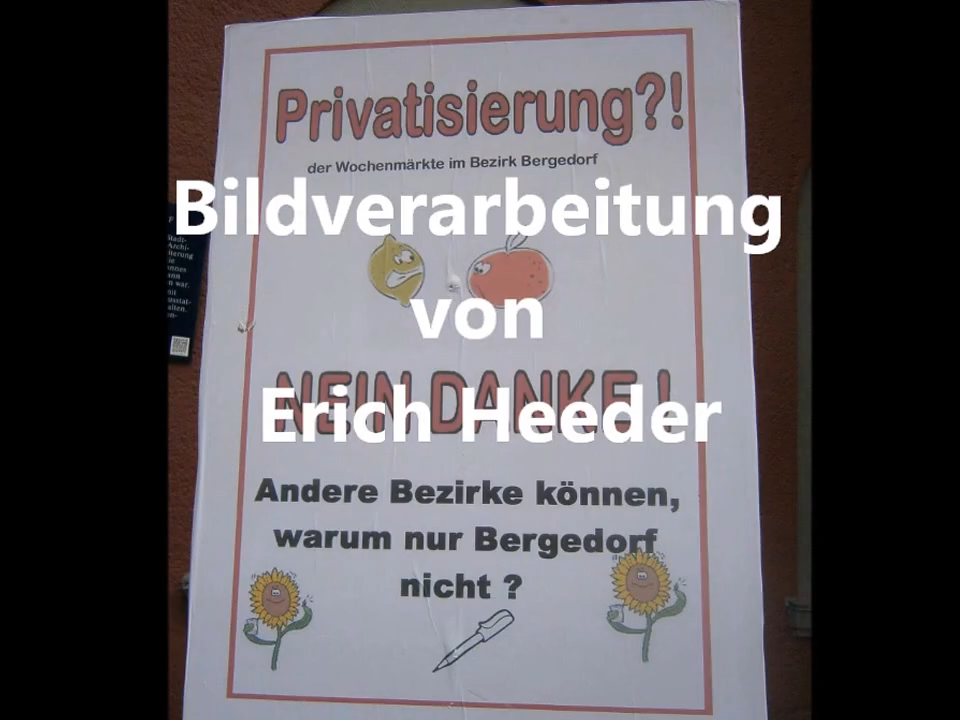 Privatisierung?!
der Wochenmärkte im Bezirk Bergedorf
Bildverarbeitung
von
NEIN DANKE !
Erich Heeder
Andere Bezirke können,
warum nur Bergedorf
nicht ?